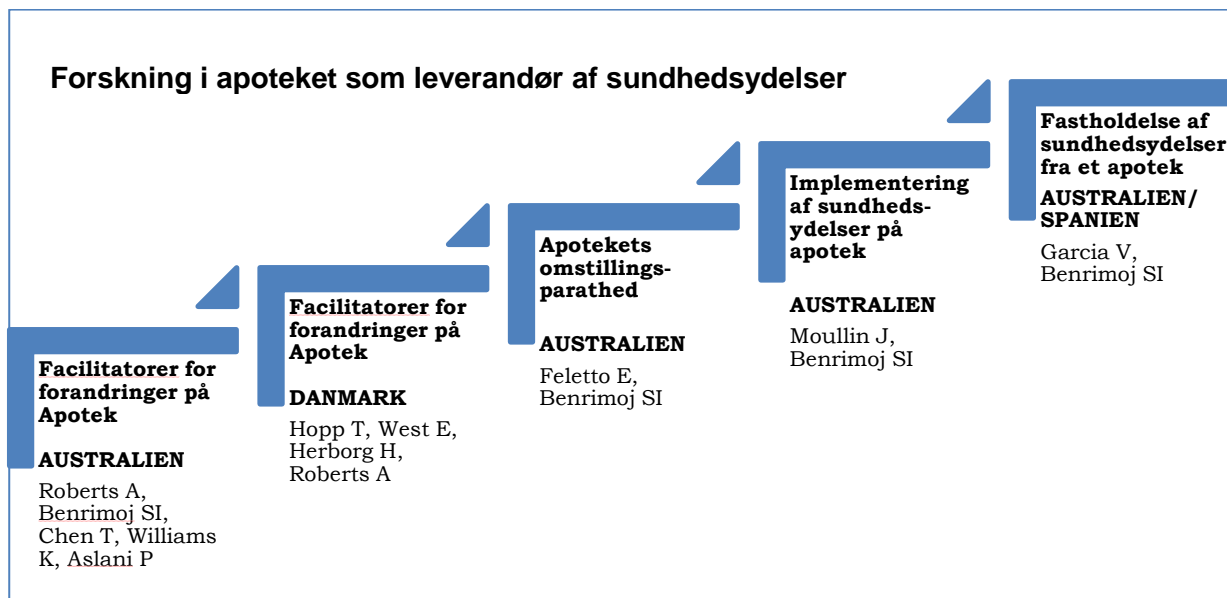 Forskning i apoteket som leverandør af sundhedsydelser
Facilitatorer for
forandringer på
Apotek
AUSTRALIEN
Roberts A,
Benrimoj SI,
Chen T, Williams
K, Aslani P
Facilitatorer for
forandringer på
Apotek
DANMARK
Hopp T, West E,
Herborg H,
Roberts A
Apotekets
omstillings-
parathed
AUSTRALIEN
Feletto E,
Benrimoj SI
Implementering
af sundheds-
ydelser på
apotek
AUSTRALIEN
Moullin J,
Benrimoj SI
Fastholdelse af
sundhedsydelser
fra et apotek
AUSTRALIEN/
SPANIEN
Garcia V,
Benrimoj SI